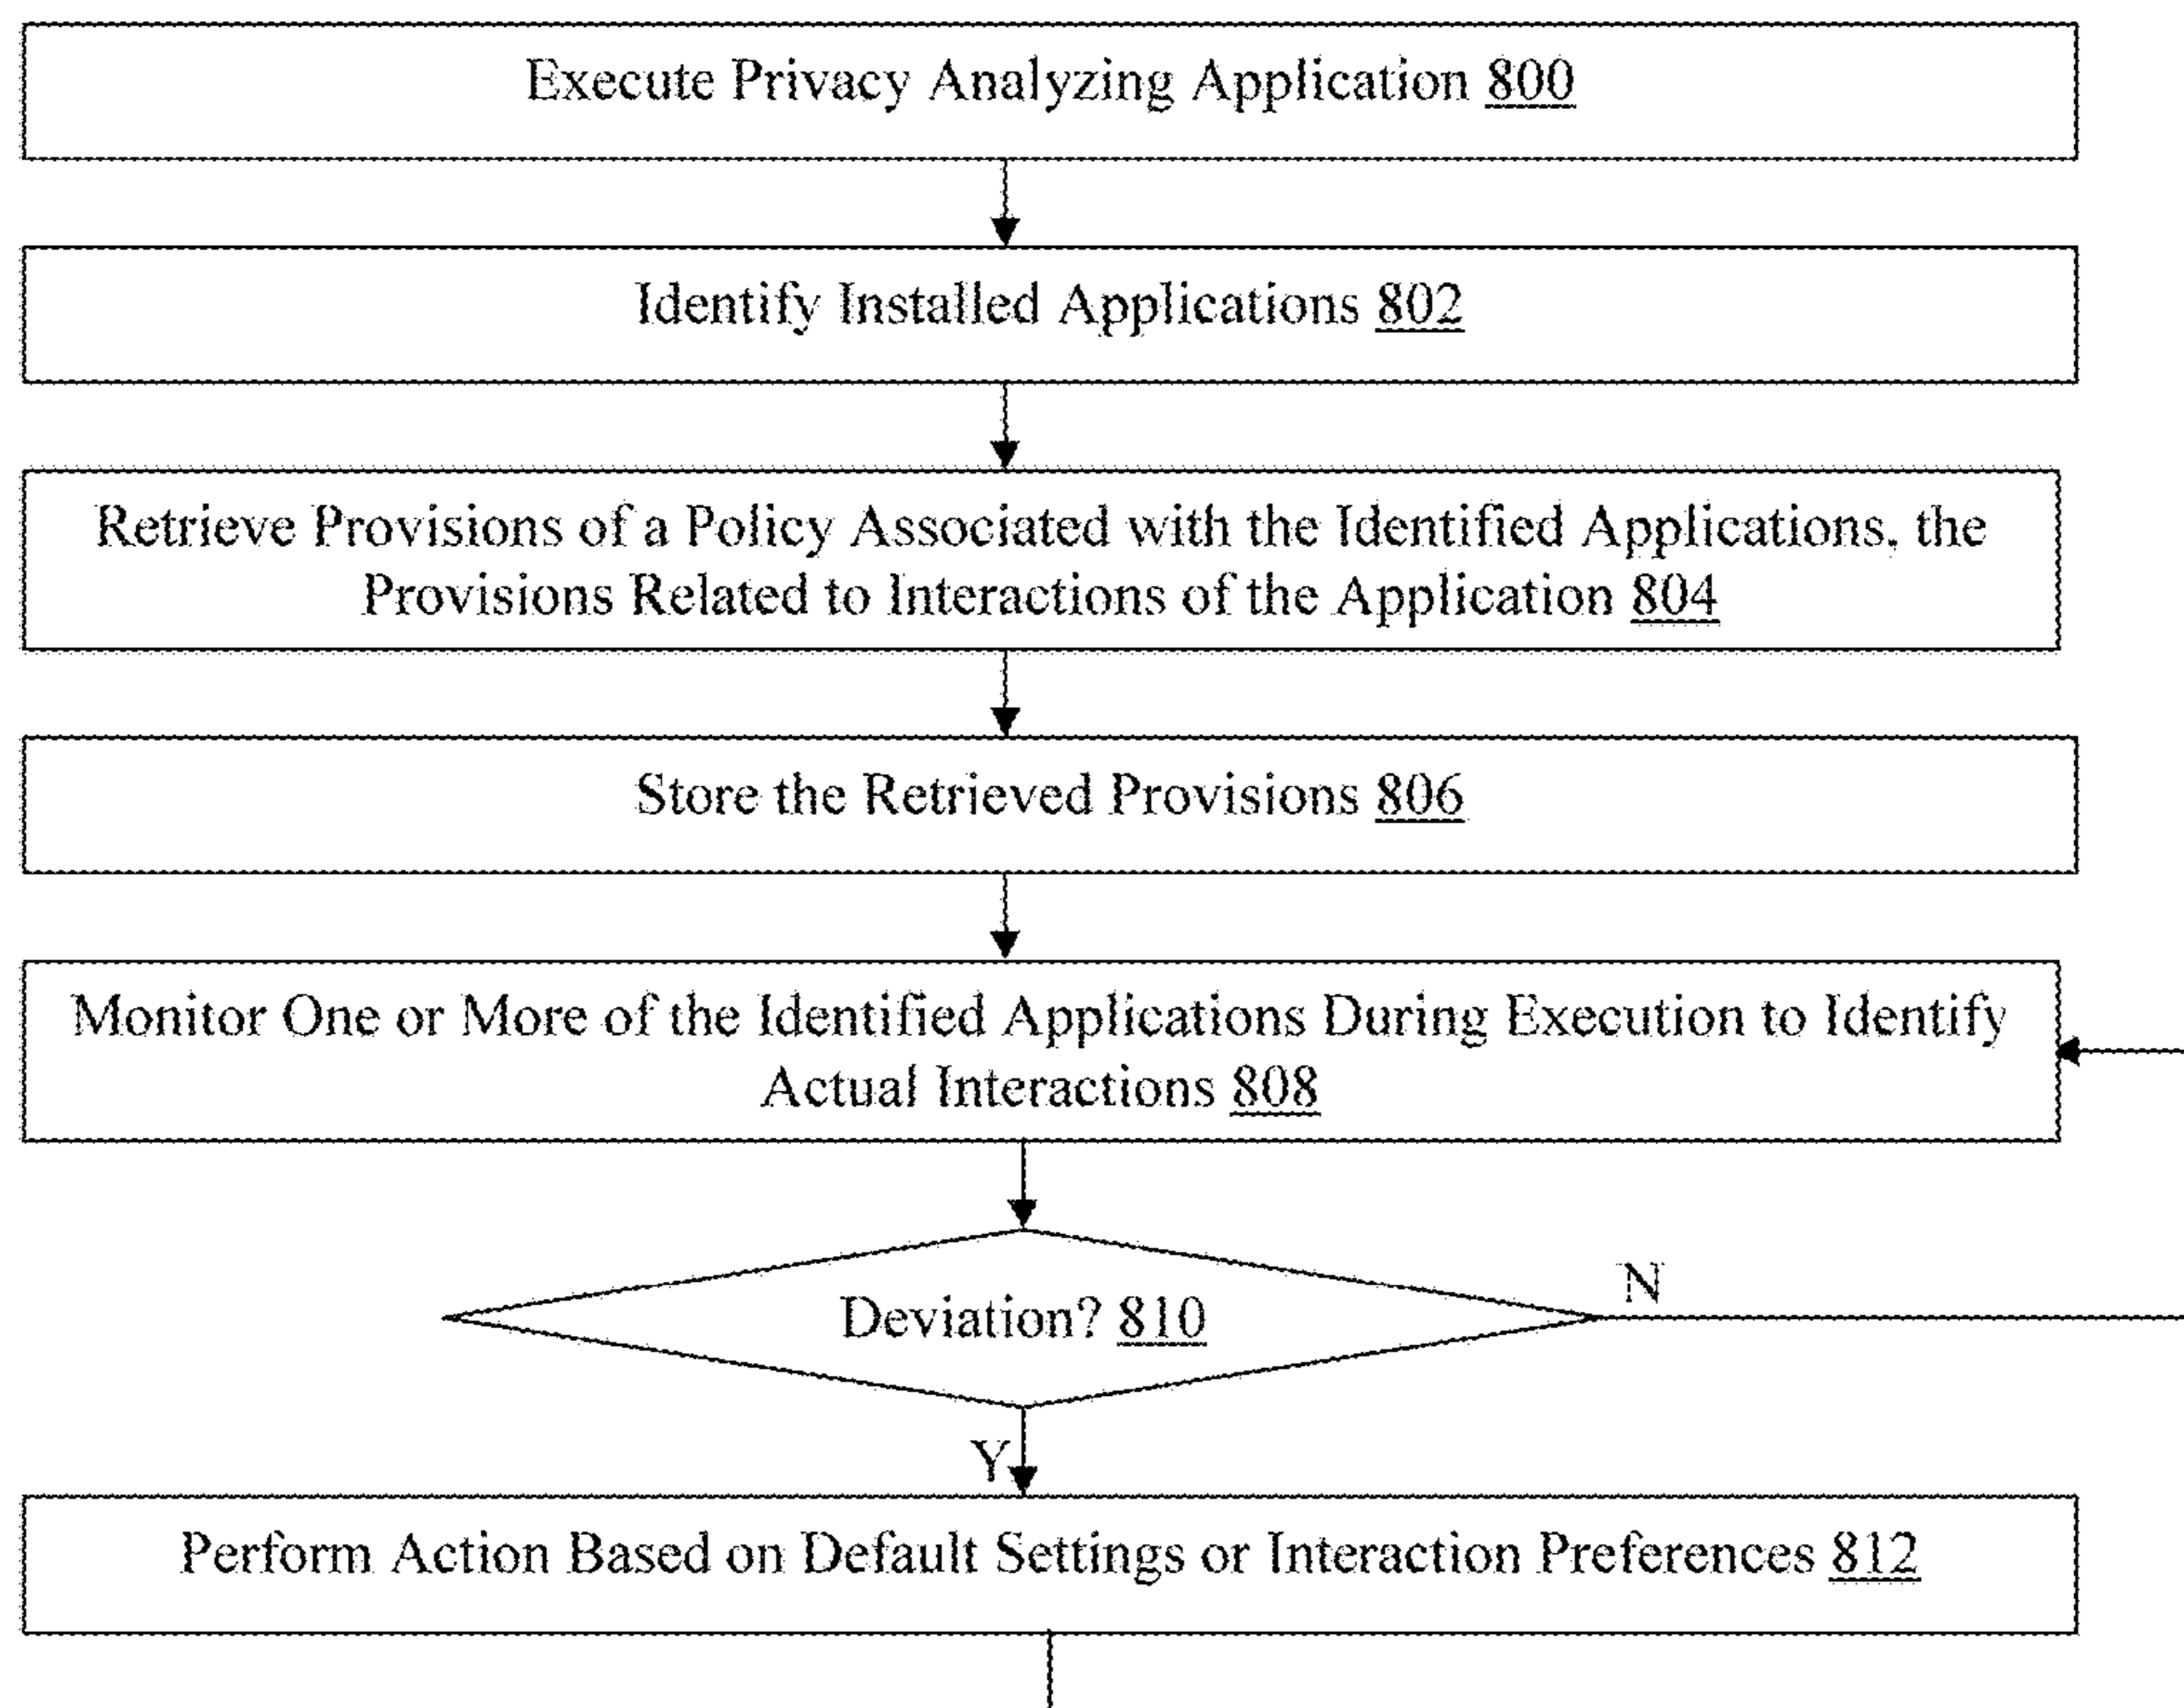 Execute Privacy Analyzing Application 800
Identify Installed Applications 802
Retrieve Provisions of a Policy Associated with the Identified Applications, the
Provisions Related to Interactions of the Application 804
Store the Retrieved Provisions 806
Monitor One or More of the Identified Applications During Execution to Identify
Actual Interactions 808
Deviation? 810
N
Y
Perform Action Based on Default Settings or Interaction Preferences 812